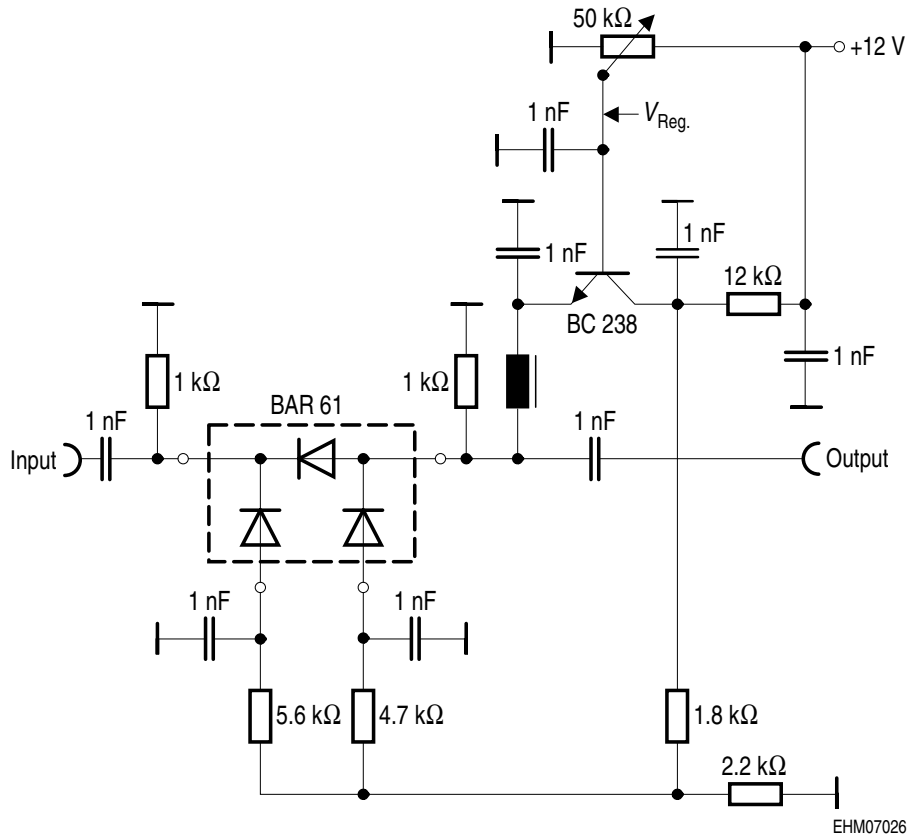 50 kΩ
+12 V
1 nF
VReg.
1 nF
1 nF
12 kΩ
BC 238
1 nF
1 kΩ
1 kΩ
BAR 61
1 nF
1 nF
Input
Output
1 nF
1 nF
5.6 kΩ
4.7 kΩ
1.8 kΩ
2.2 kΩ
EHM07026